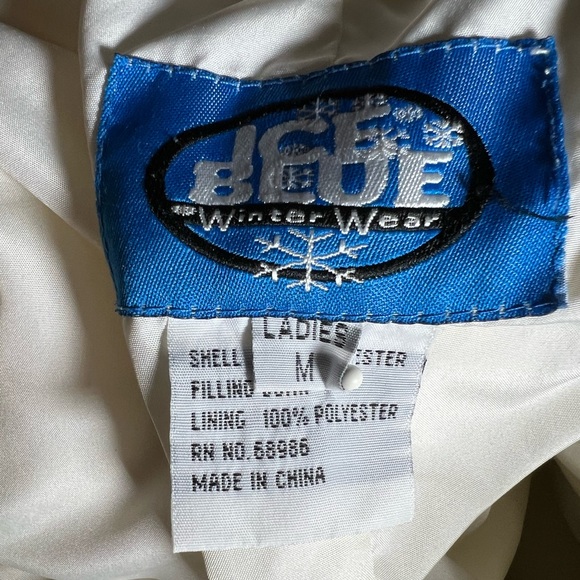 ICE
BLUE
Winter Wear
LADIES
M
SHELL ESTER
FILLING
LINING 100% POLYESTER
RN NO.68986
MADE IN CHINA